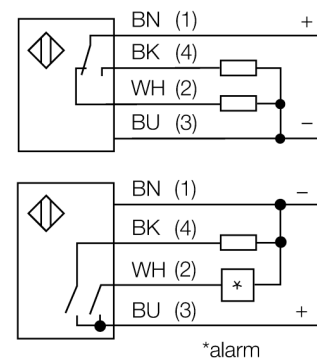 BN (1) +
BK (4)
WH (2)
BU (3) −
BN (1) −
BK (4)
WH (2)
*
BU (3) +
*alarm